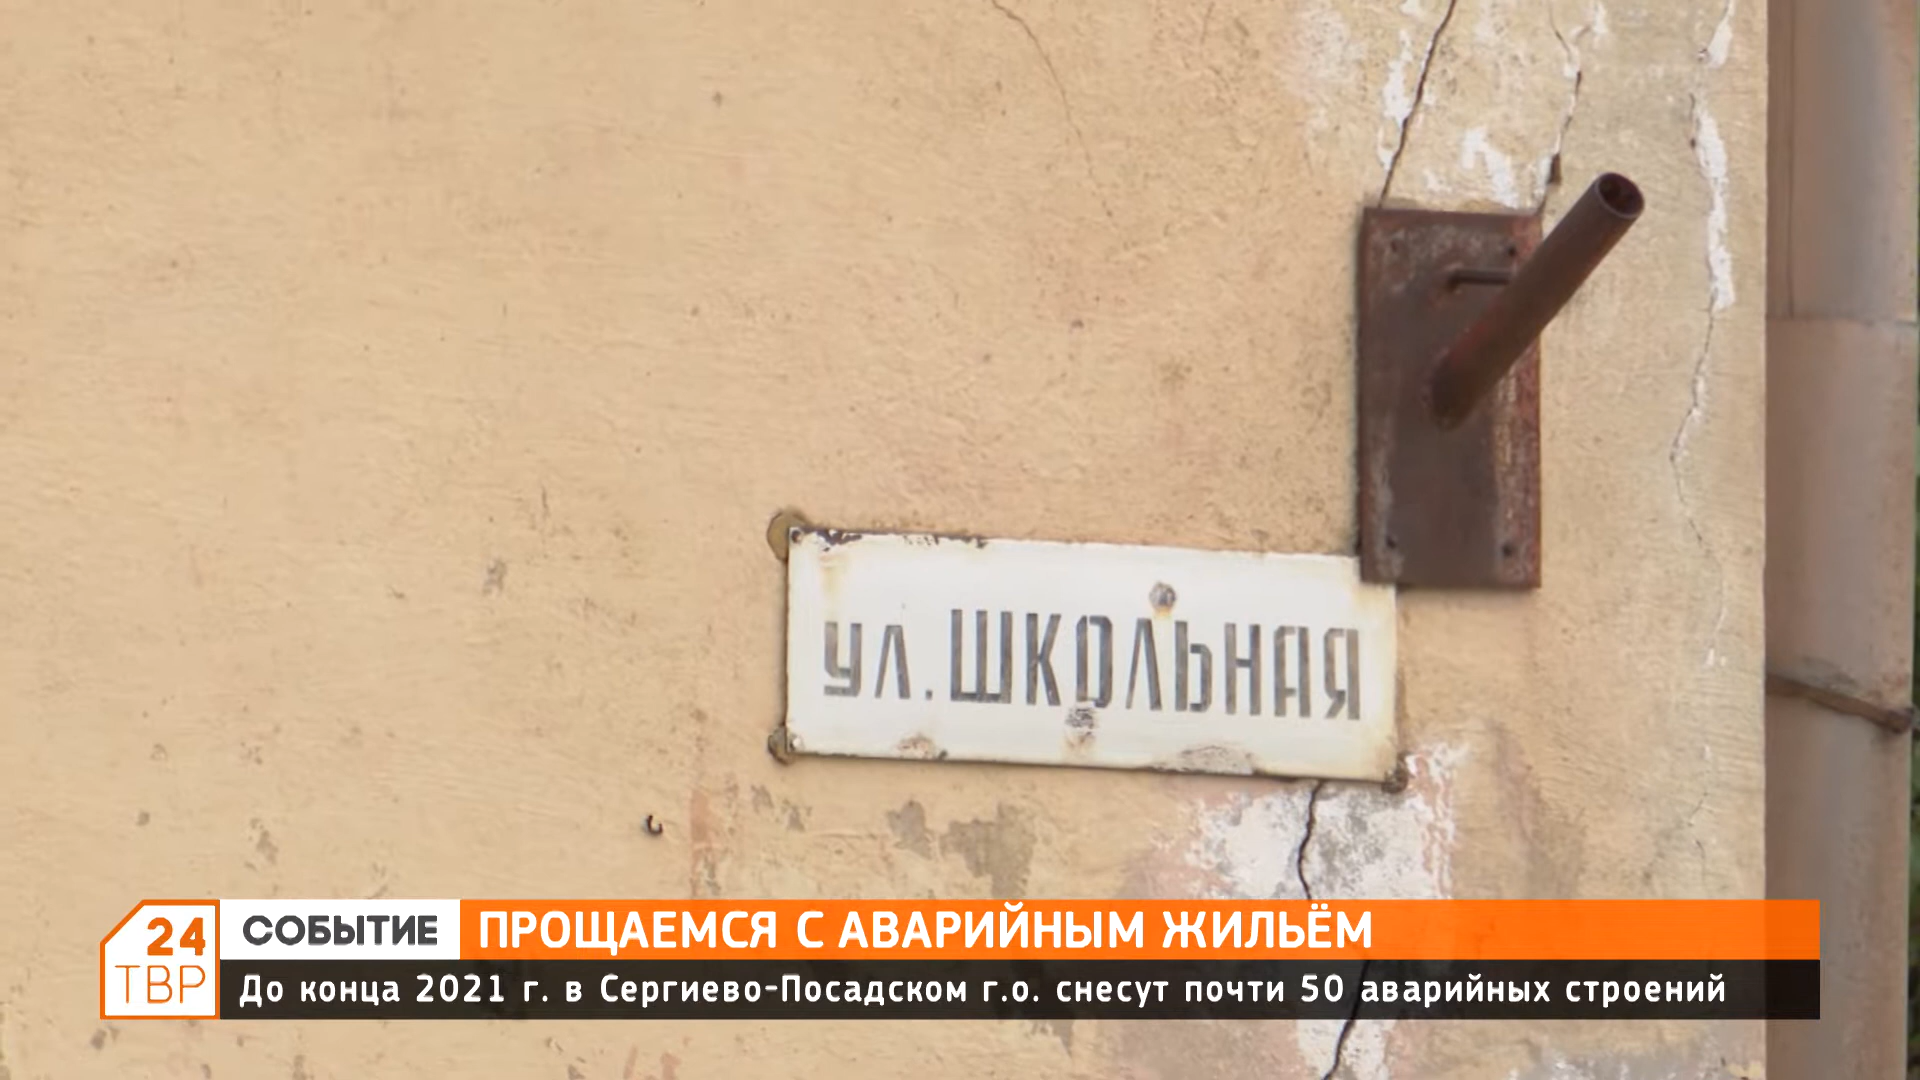 ул. ШКОЛЬНАЯ
24 СОБЫТИЕ ПРОЩАЕМСЯ С АВАРИЙНЫМ ЖИЛЬЁМ
ТВР До конца 2021 г. в Сергиево-Посадском г.о. снесут почти 50 аварийных строений